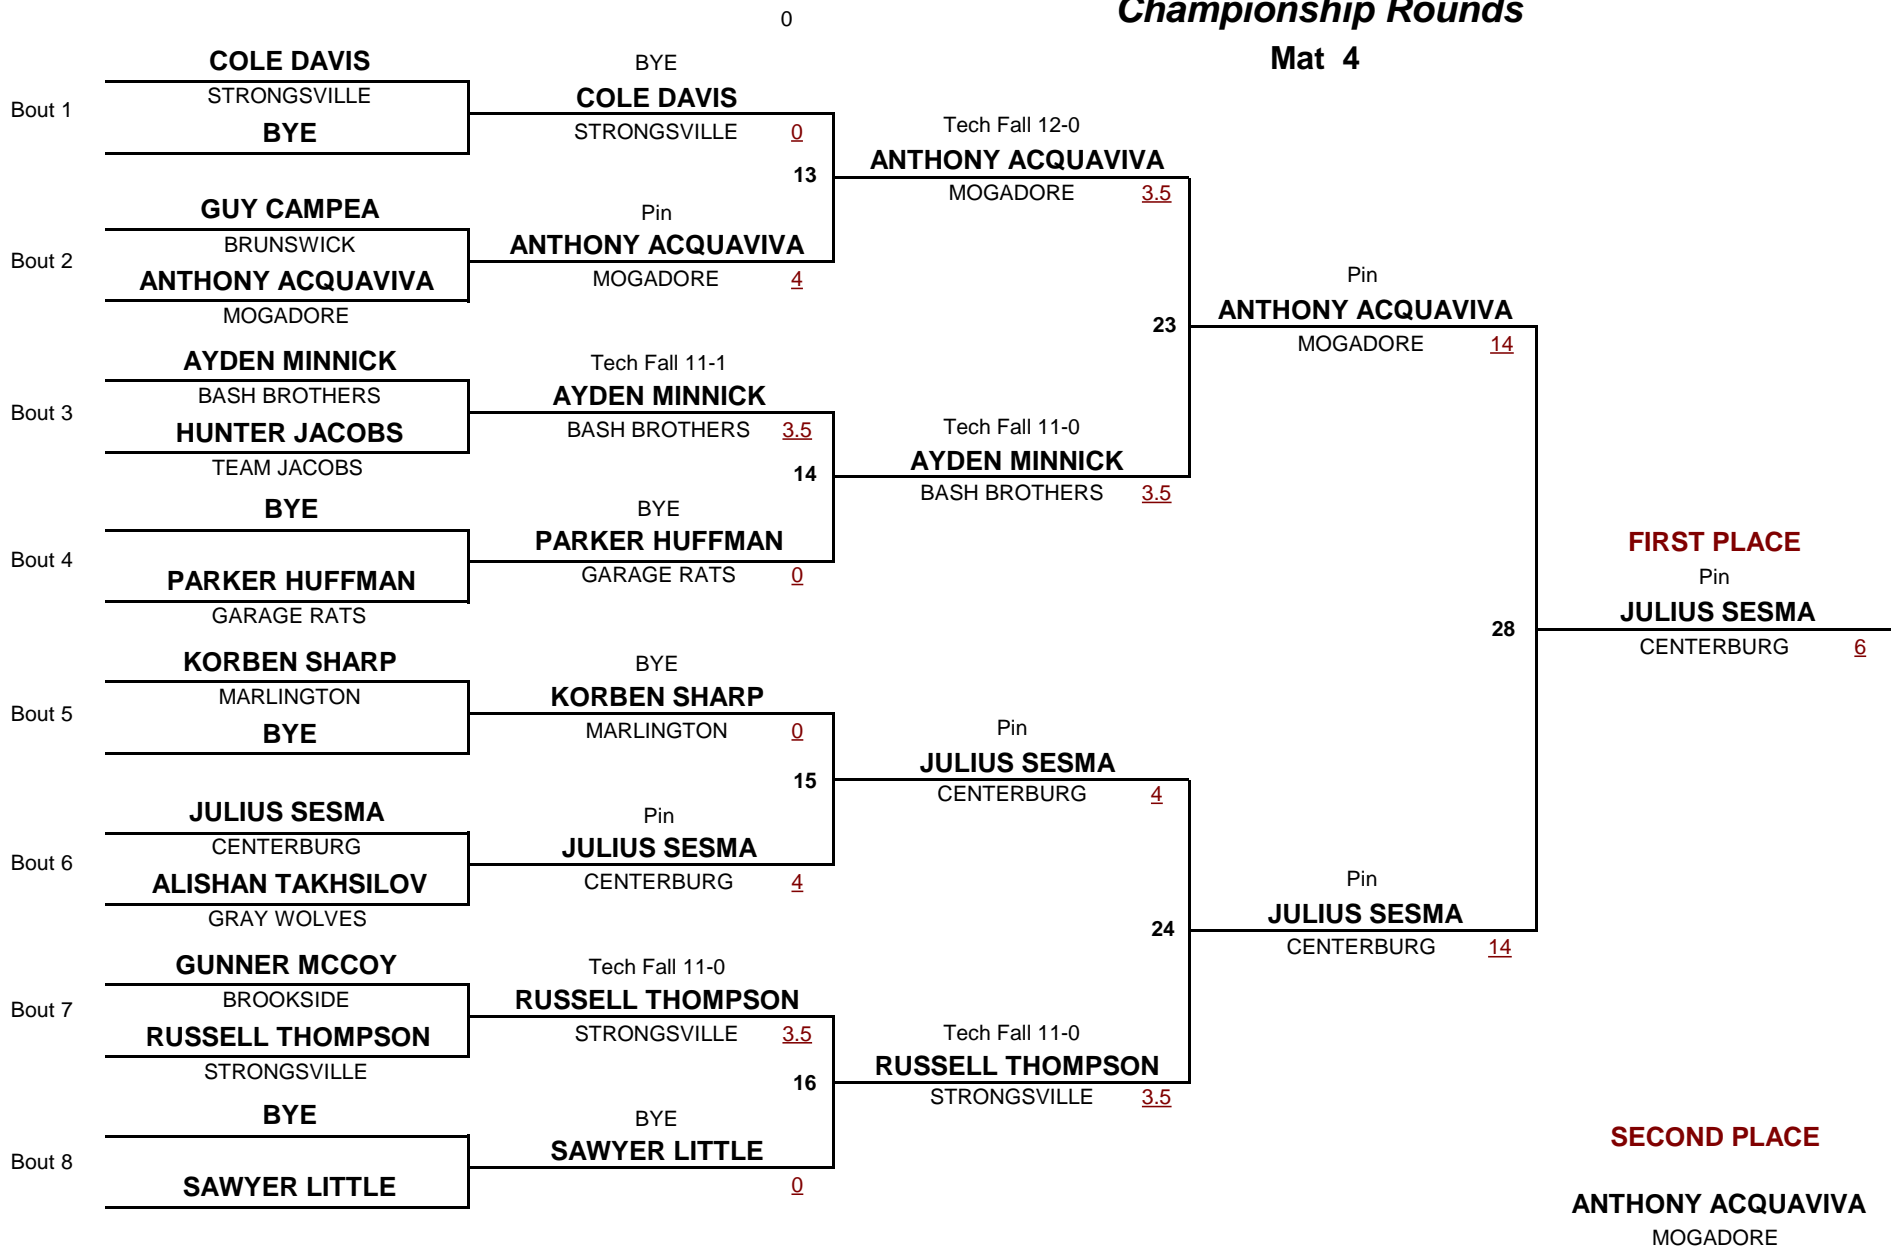 0
Championship Rounds
Mat 4
Bout 1
COLE DAVIS
STRONGSVILLE
BYE
Bout 2
GUY CAMPEA
BRUNSWICK
ANTHONY ACQUAVIVA
MOGADORE
Bout 3
AYDEN MINNICK
BASH BROTHERS
HUNTER JACOBS
TEAM JACOBS
Bout 4
BYE
PARKER HUFFMAN
GARAGE RATS
Bout 5
KORBEN SHARP
MARLINGTON
BYE
Bout 6
JULIUS SESMA
CENTERBURG
ALISHAN TAKHSILOV
GRAY WOLVES
Bout 7
GUNNER MCCOY
BROOKSIDE
RUSSELL THOMPSON
STRONGSVILLE
Bout 8
BYE
SAWYER LITTLE
BYE
COLE DAVIS
STRONGSVILLE 0
13
Pin
ANTHONY ACQUAVIVA
MOGADORE 4
Tech Fall 11-1
AYDEN MINNICK
BASH BROTHERS 3.5
14
BYE
PARKER HUFFMAN
GARAGE RATS 0
BYE
KORBEN SHARP
MARLINGTON 0
15
Pin
JULIUS SESMA
CENTERBURG 4
Tech Fall 11-0
RUSSELL THOMPSON
STRONGSVILLE 3.5
16
BYE
SAWYER LITTLE
0
Tech Fall 12-0
ANTHONY ACQUAVIVA
MOGADORE 3.5
23
Tech Fall 11-0
AYDEN MINNICK
BASH BROTHERS 3.5
Pin
JULIUS SESMA
CENTERBURG 4
24
Tech Fall 11-0
RUSSELL THOMPSON
STRONGSVILLE 3.5
Pin
ANTHONY ACQUAVIVA
MOGADORE 14
28
Pin
JULIUS SESMA
CENTERBURG 14
FIRST PLACE
Pin
JULIUS SESMA
CENTERBURG 6
SECOND PLACE
ANTHONY ACQUAVIVA
MOGADORE